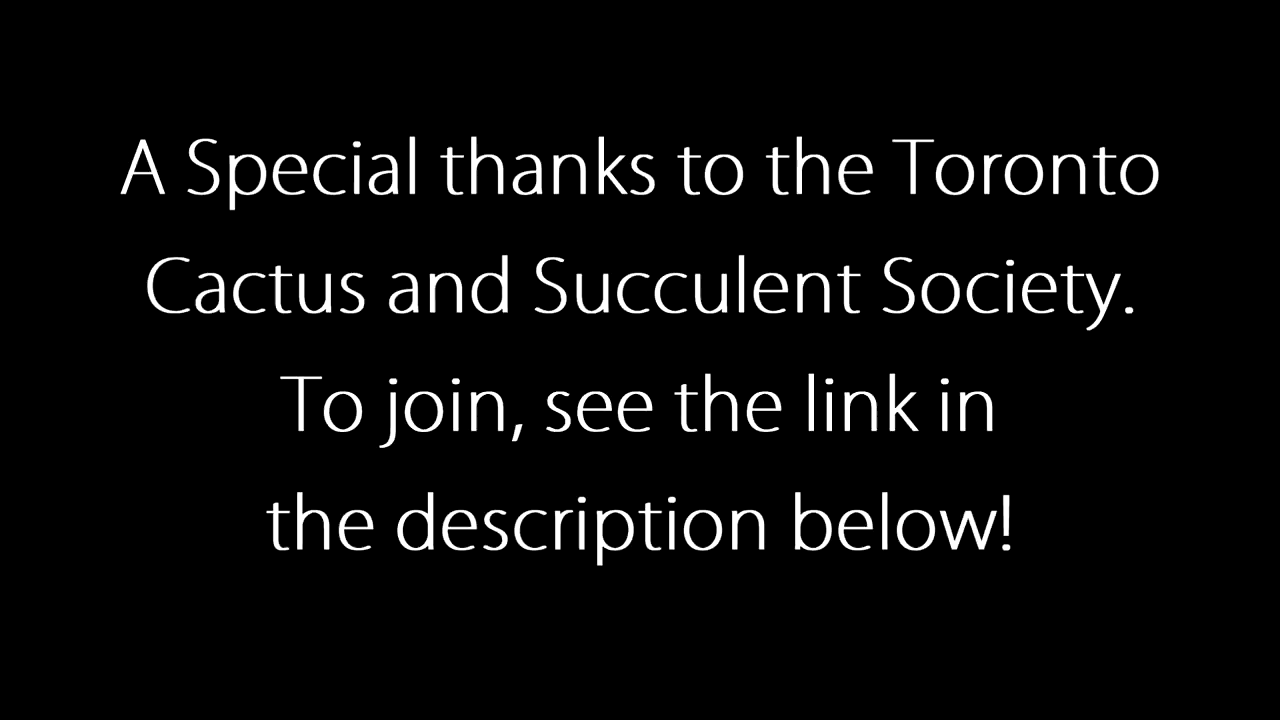 A Special thanks to the Toronto
Cactus and Succulent Society.
To join, see the link in
the description below!